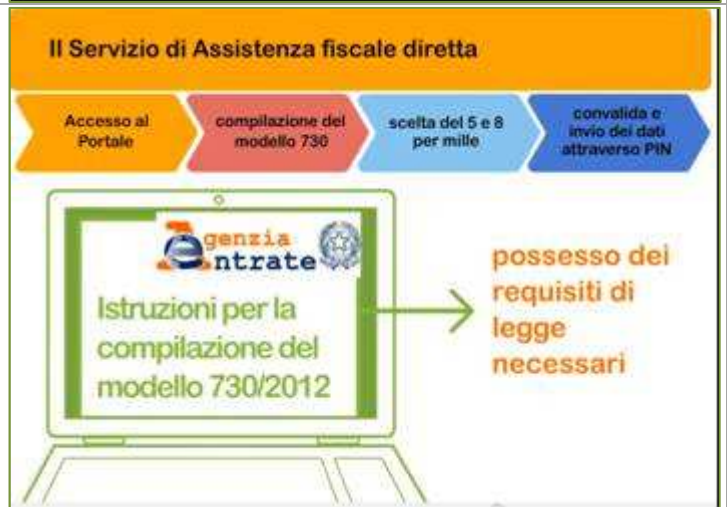 Il Servizio di Assistenza fiscale diretta
Accesso al
Portale
compilazione del
modello 730
scelta del 5 e 8
per mille
convalida e
invio dei dati
attraverso PIN
agenzia
entrate
Istruzioni per la
compilazione del
modello 730/2012
possesso dei
requisiti di
legge
necessari